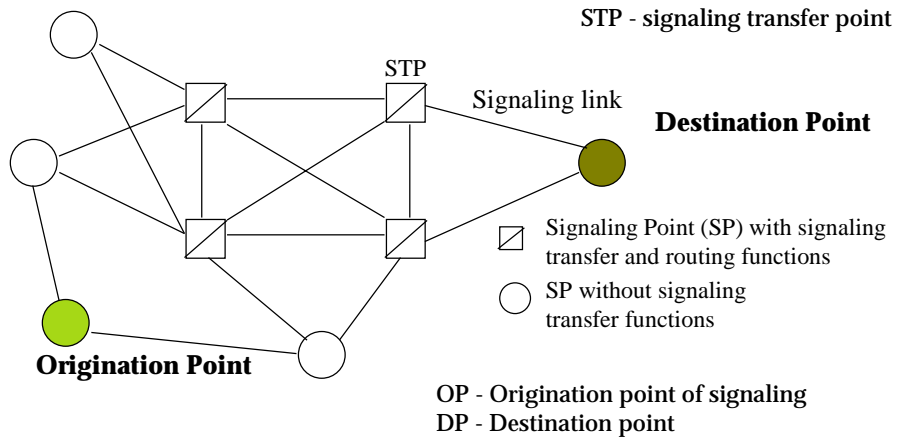 STP - signaling transfer point
STP
Signaling link
Destination Point
Signaling Point (SP) with signaling
transfer and routing functions
SP without signaling
transfer functions
Origination Point
OP - Origination point of signaling
DP - Destination point